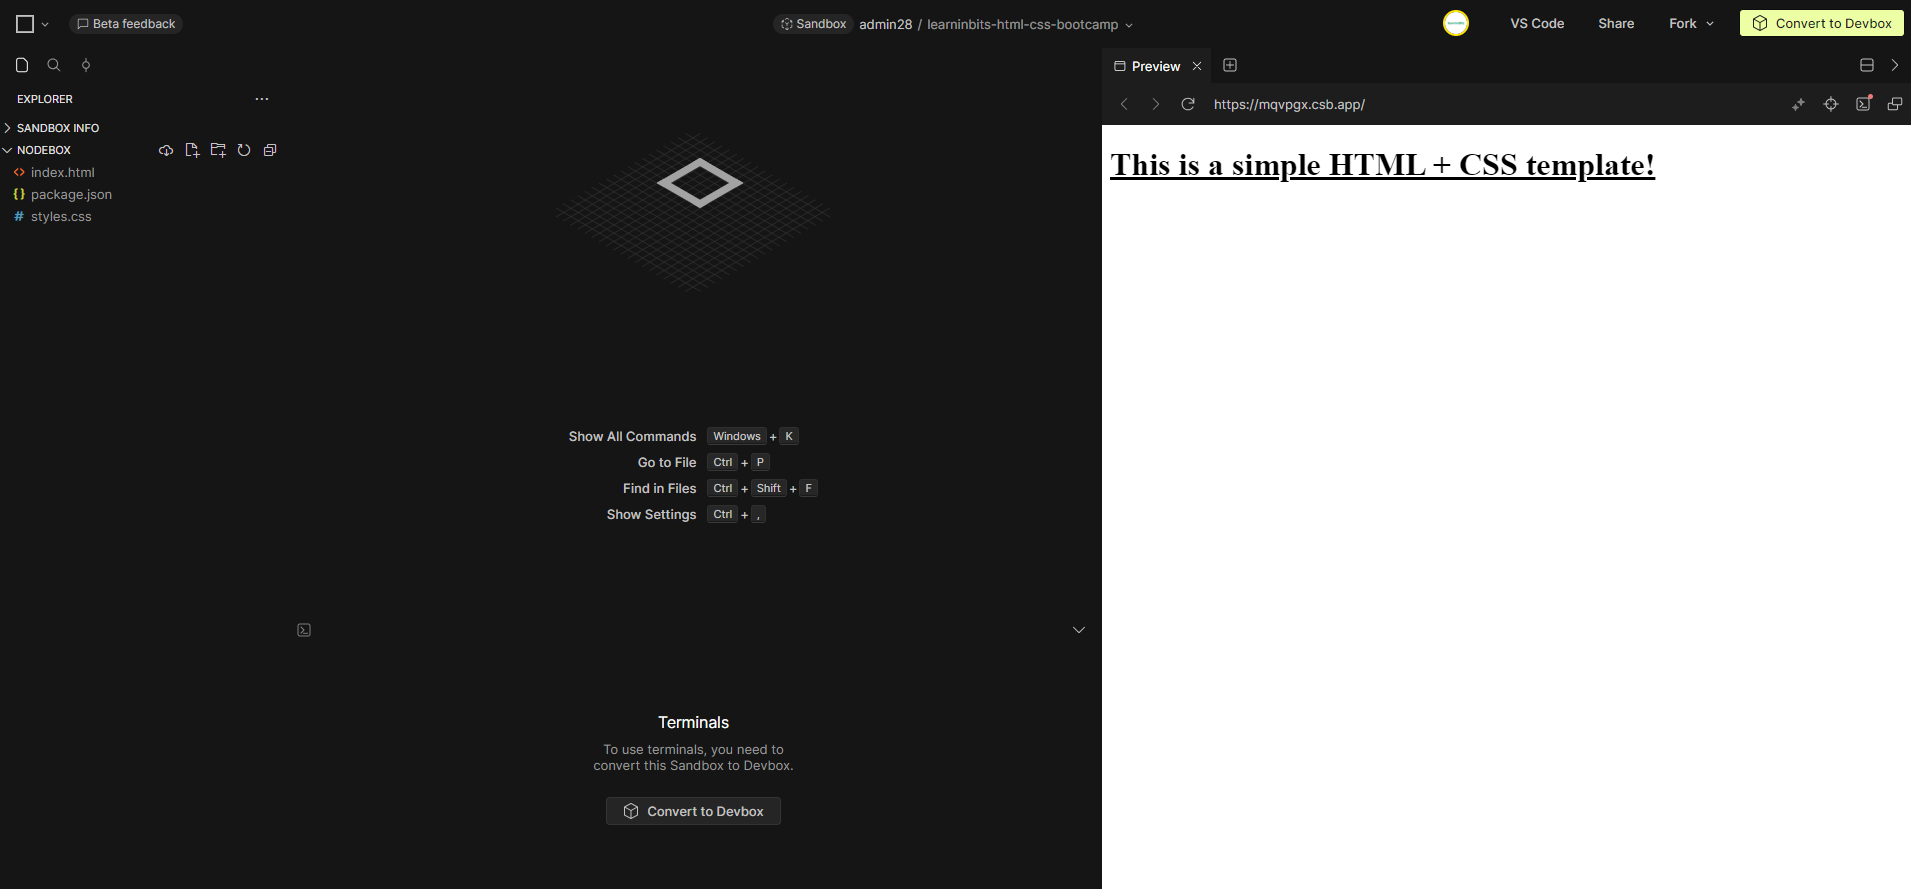 Beta feedback
Sandbox admin28 / learninbits-html-css-bootcamp
VS Code Share Fork Convert to Devbox
EXPLORER
SANDBOX INFO
NODEBOX
index.html
package.json
styles.css
Show All Commands Windows + K
Go to File Ctrl + P
Find in Files Ctrl + Shift + F
Show Settings Ctrl + ,
Terminals
To use terminals, you need to
convert this Sandbox to Devbox.
Convert to Devbox
Preview
https://mqvpgx.csb.app/
This is a simple HTML + CSS template!